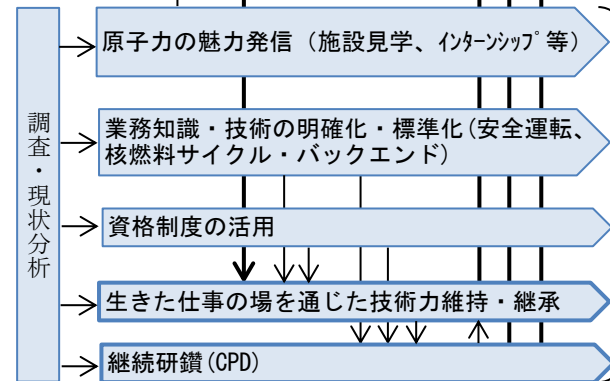 調査・現状分析
原子力の魅力発信（施設見学、ｲﾝﾀｰﾝｼｯﾌﾟ等）
業務知識・技術の明確化・標準化(安全運転、
核燃料サイクル・バックエンド)
資格制度の活用
生きた仕事の場を通じた技術力維持・継承
継続研鑽(CPD)